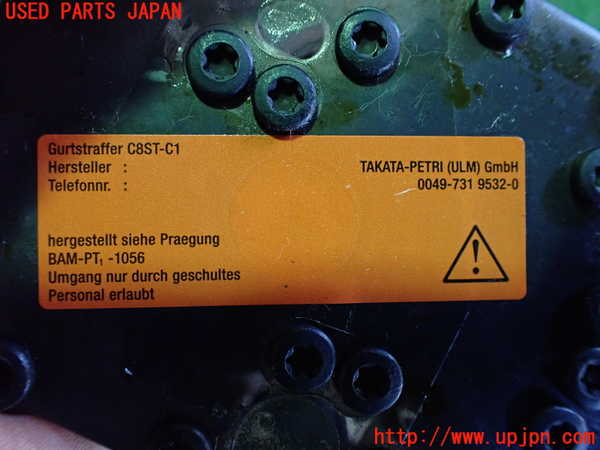 USED PARTS JAPAN
Gurtstraffer C8ST-C1
Hersteller : TAKATA-PETRI (ULM) GmbH
Telefonnr. : 0049-731 9532-0
hergestellt siehe Praegung
BAM-PT₁ -1056
Umgang nur durch geschultes
Personal erlaubt
http://www.upjpn.com/